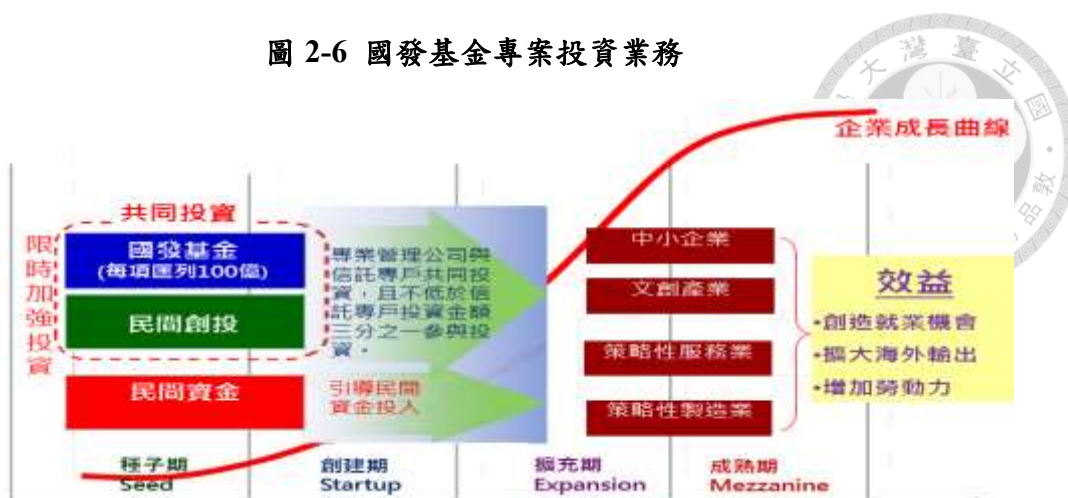 圖 2-6 國發基金專案投資業務
企業成長曲線
共同投資
限時加強投資
國發基金
(每項匡列100億)
民間創投
民間資金
專業管理公司與
信託專戶共同投
資，且不低於信
託專戶投資金額
三分之一參與投
資。
引導民間
資金投入
中小企業
文創產業
策略性服務業
策略性製造業
效益
•創造就業機會
•擴大海外輸出
•增加勞動力
種子期
Seed
創建期
Startup
擴充期
Expansion
成熟期
Mezzanine